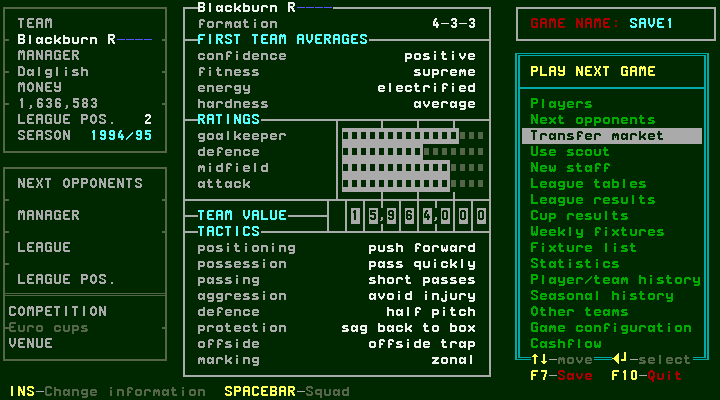 TEAM
Blackburn R
MANAGER
Dalglish
MONEY
1,636,583
LEAGUE POS. 2
SEASON 1994/95
NEXT OPPONENTS
MANAGER
LEAGUE
LEAGUE POS.
COMPETITION
Euro cups
VENUE
Blackburn R
formation 4-3-3
FIRST TEAM AVERAGES
confidence positive
fitness supreme
energy electrified
hardness average
RATINGS
goalkeeper
defence
midfield
attack
TEAM VALUE 15,964,000
TACTICS
positioning push forward
possession pass quickly
passing short passes
aggression avoid injury
defence half pitch
protection sag back to box
offside offside trap
marking zonal
GAME NAME: SAVE1
PLAY NEXT GAME
Players
Next opponents
Transfer market
Use scout
New staff
League tables
League results
Cup results
Weekly fixtures
Fixture list
Statistics
Player/team history
Seasonal history
Other teams
Game configuration
Cashflow
↑↓—move ◄┘—select
F7—Save F10—Quit
INS—Change information SPACEBAR—Squad